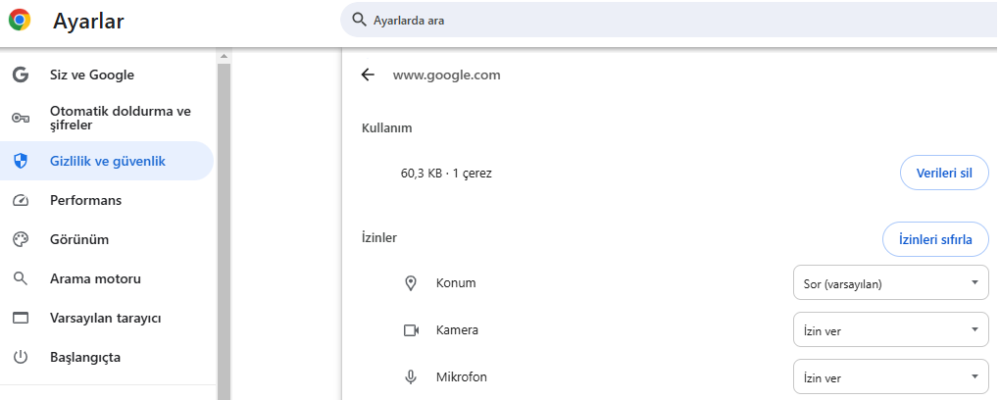 Ayarlar
Ayarlarda ara
Siz ve Google
Otomatik doldurma ve
şifreler
Gizlilik ve güvenlik
Performans
Görünüm
Arama motoru
Varsayılan tarayıcı
Başlangıçta
www.google.com
Kullanım
60,3 KB · 1 çerez
Verileri sil
İzinler
İzinleri sıfırla
Konum
Sor (varsayılan)
Kamera
İzin ver
Mikrofon
İzin ver